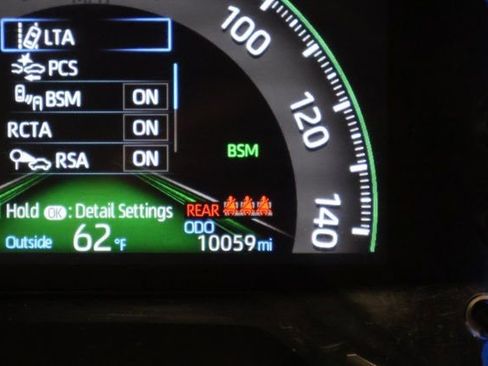 LTA
PCS
BSM ON
RCTA ON
RSA ON
100
120
140
BSM
Hold OK : Detail Settings
REAR
ODO
Outside 62 °F
10059 mi